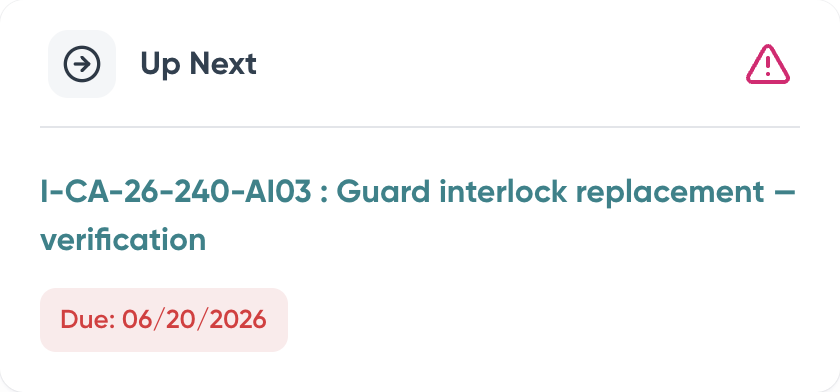 Up Next
I-CA-26-240-AI03 : Guard interlock replacement —
verification
Due: 06/20/2026